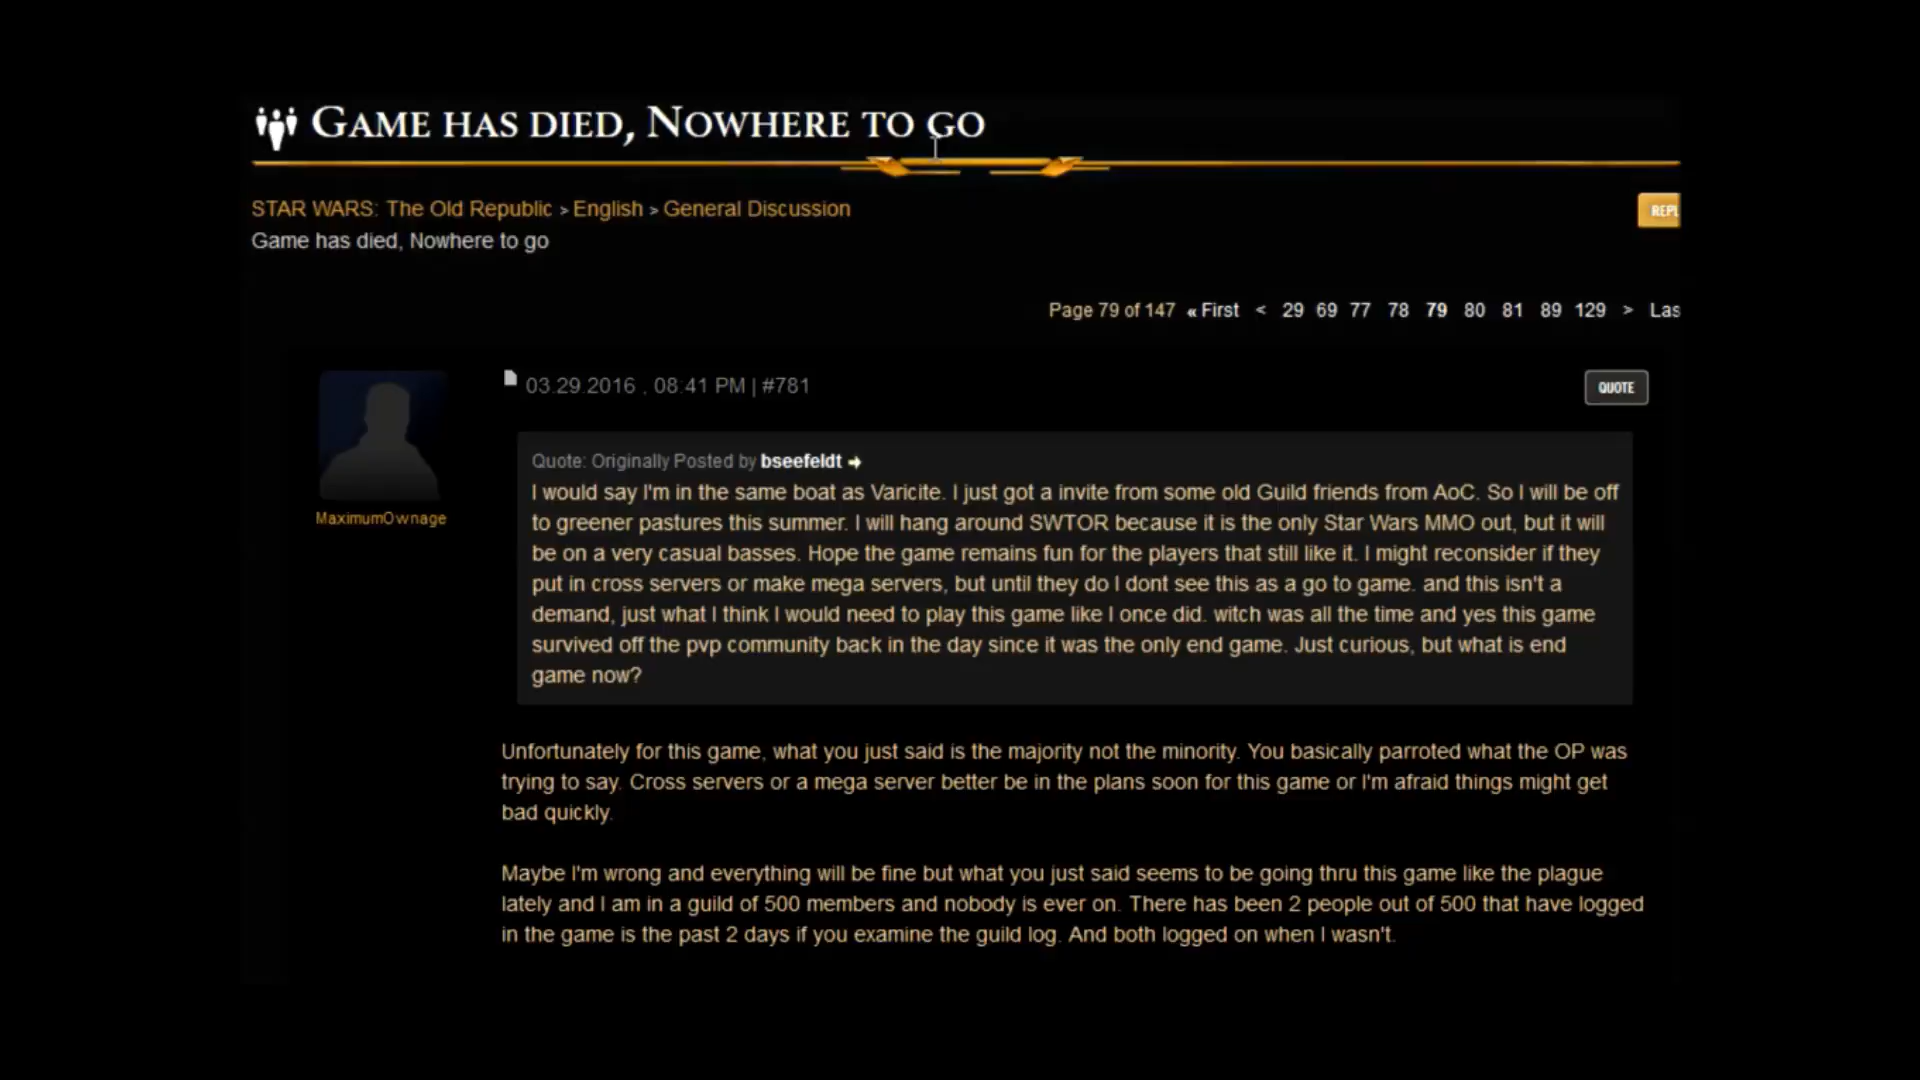 GAME HAS DIED, NOWHERE TO GO
STAR WARS: The Old Republic > English > General Discussion
REPL
Game has died, Nowhere to go
Page 79 of 147 « First < 29 69 77 78 79 80 81 89 129 > Las
03.29.2016 , 08:41 PM | #781
QUOTE
MaximumOwnage
Quote: Originally Posted by bseefeldt
I would say I'm in the same boat as Varicite. I just got a invite from some old Guild friends from AoC. So I will be off
to greener pastures this summer. I will hang around SWTOR because it is the only Star Wars MMO out, but it will
be on a very casual basses. Hope the game remains fun for the players that still like it. I might reconsider if they
put in cross servers or make mega servers, but until they do I dont see this as a go to game. and this isn't a
demand, just what I think I would need to play this game like I once did. witch was all the time and yes this game
survived off the pvp community back in the day since it was the only end game. Just curious, but what is end
game now?
Unfortunately for this game, what you just said is the majority not the minority. You basically parroted what the OP was
trying to say. Cross servers or a mega server better be in the plans soon for this game or I'm afraid things might get
bad quickly.
Maybe I'm wrong and everything will be fine but what you just said seems to be going thru this game like the plague
lately and I am in a guild of 500 members and nobody is ever on. There has been 2 people out of 500 that have logged
in the game is the past 2 days if you examine the guild log. And both logged on when I wasn't.